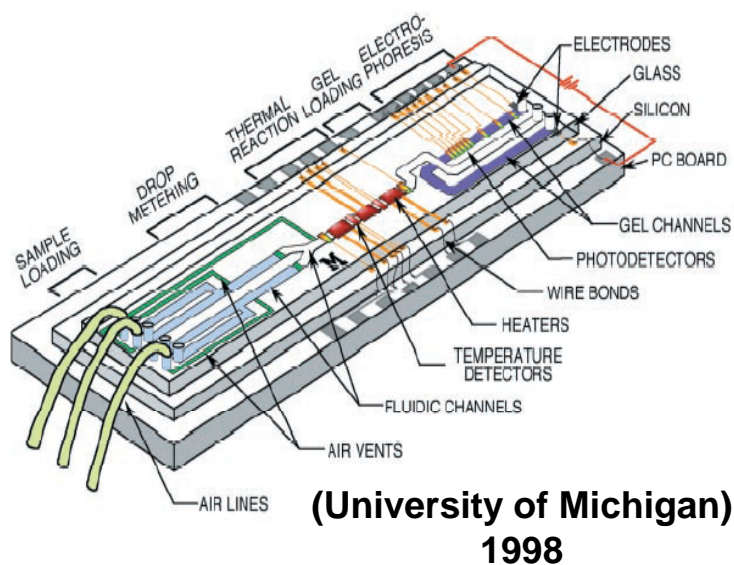 ELECTRO-
PHORESIS
GEL
LOADING
THERMAL
REACTION
DROP
METERING
SAMPLE
LOADING
ELECTRODES
GLASS
SILICON
PC BOARD
GEL CHANNELS
PHOTODETECTORS
WIRE BONDS
HEATERS
TEMPERATURE
DETECTORS
FLUIDIC CHANNELS
AIR VENTS
AIR LINES
(University of Michigan)
1998